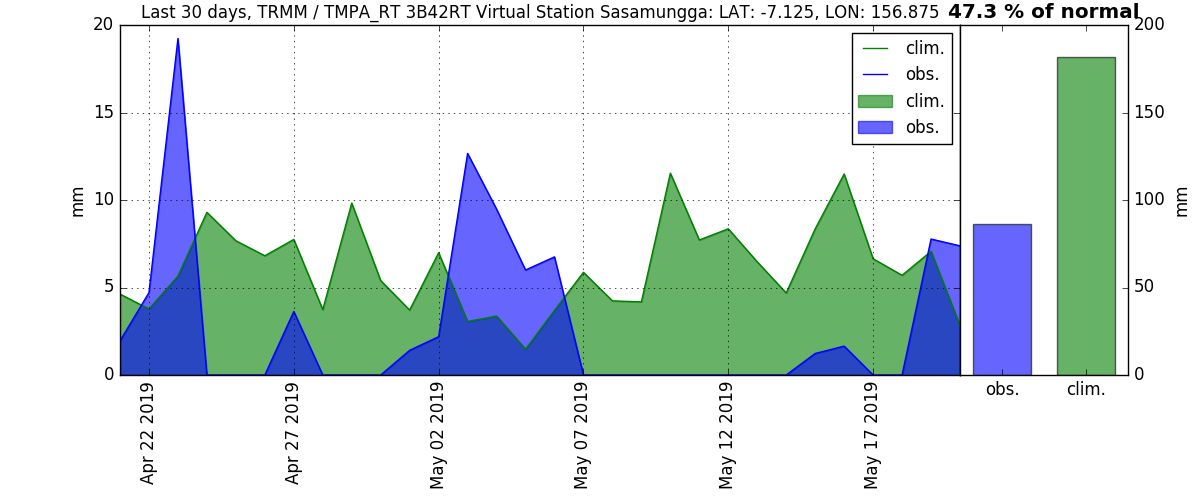 Last 30 days, TRMM / TMPA_RT 3B42RT Virtual Station Sasamungga: LAT: -7.125, LON: 156.875
47.3 % of normal
20
15
10
5
0
mm
clim.
obs.
clim.
obs.
200
150
100
50
0
mm
obs.
clim.
Apr 22 2019
Apr 27 2019
May 02 2019
May 07 2019
May 12 2019
May 17 2019